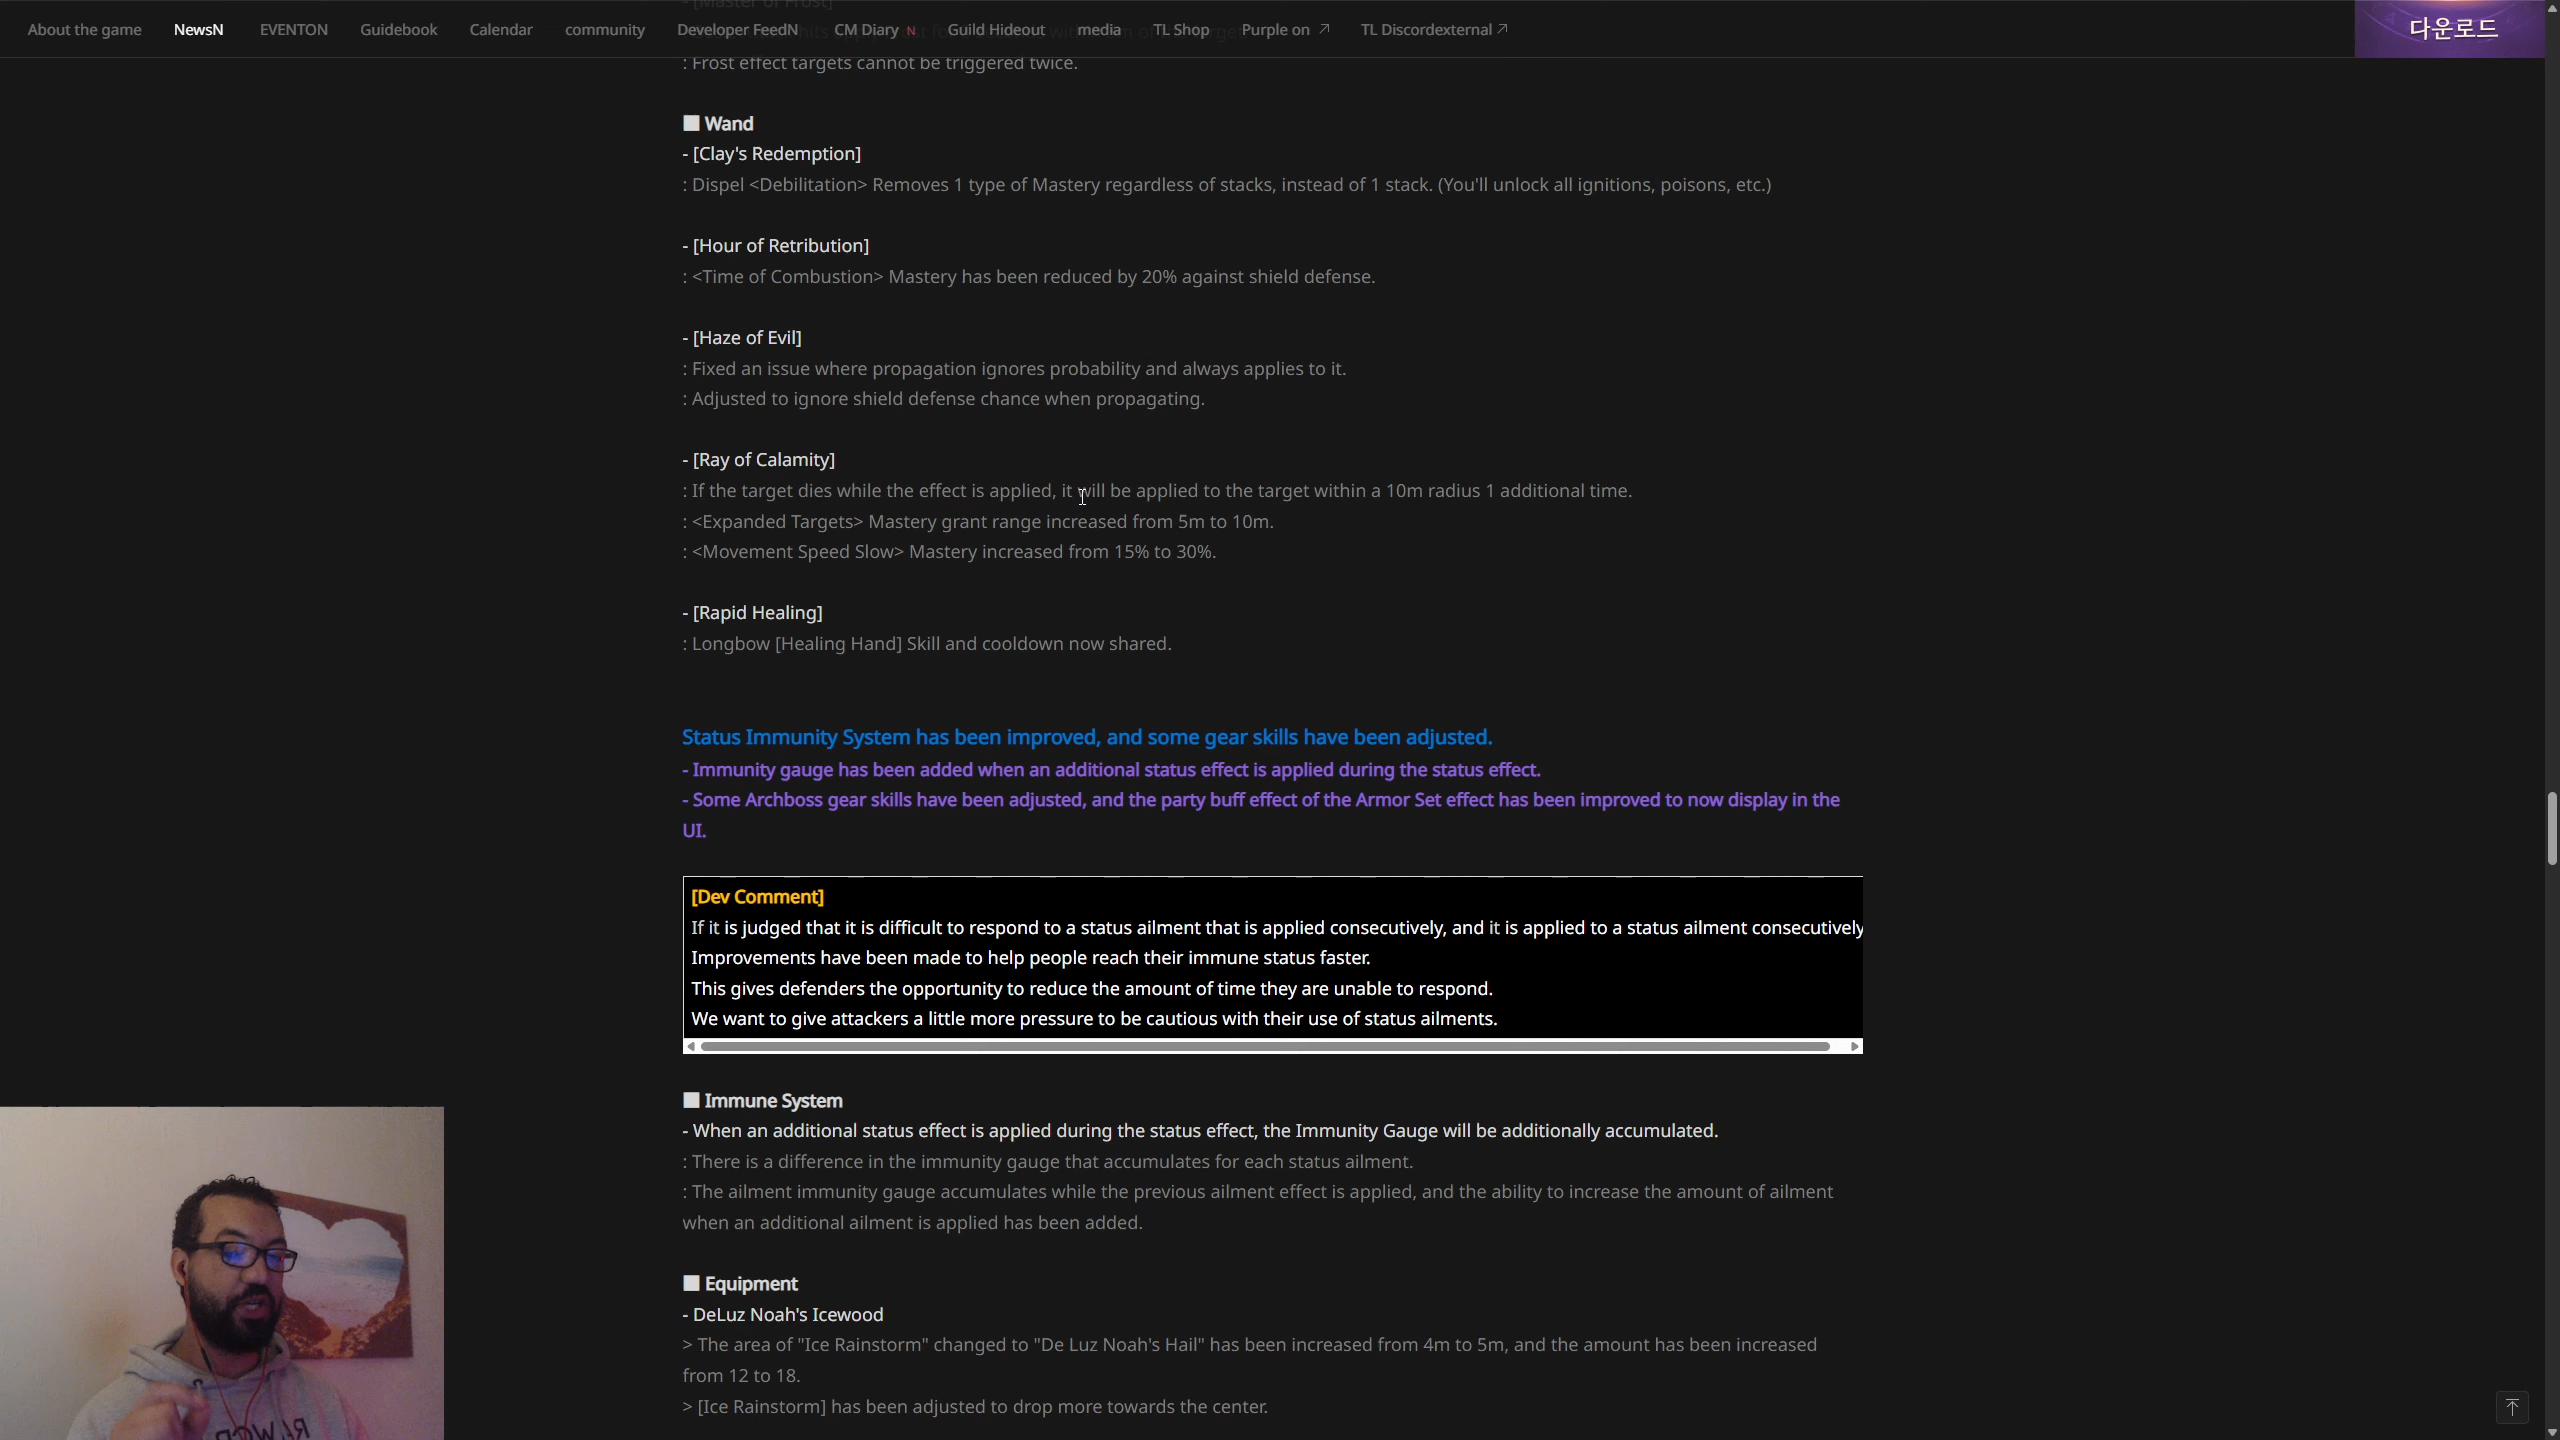 - [Master of Frost]
About the game NewsN EVENTON Guidebook Calendar community Developer FeedN CM Diary N Guild Hideout media TL Shop Purple on TL Discordexternal 다운로드
: Frost effect targets cannot be triggered twice.
Wand
- [Clay's Redemption]
: Dispel <Debilitation> Removes 1 type of Mastery regardless of stacks, instead of 1 stack. (You'll unlock all ignitions, poisons, etc.)
- [Hour of Retribution]
: <Time of Combustion> Mastery has been reduced by 20% against shield defense.
- [Haze of Evil]
: Fixed an issue where propagation ignores probability and always applies to it.
: Adjusted to ignore shield defense chance when propagating.
- [Ray of Calamity]
: If the target dies while the effect is applied, it will be applied to the target within a 10m radius 1 additional time.
: <Expanded Targets> Mastery grant range increased from 5m to 10m.
: <Movement Speed Slow> Mastery increased from 15% to 30%.
- [Rapid Healing]
: Longbow [Healing Hand] Skill and cooldown now shared.
Status Immunity System has been improved, and some gear skills have been adjusted.
- Immunity gauge has been added when an additional status effect is applied during the status effect.
- Some Archboss gear skills have been adjusted, and the party buff effect of the Armor Set effect has been improved to now display in the
UI.
[Dev Comment]
If it is judged that it is difficult to respond to a status ailment that is applied consecutively, and it is applied to a status ailment consecutively
Improvements have been made to help people reach their immune status faster.
This gives defenders the opportunity to reduce the amount of time they are unable to respond.
We want to give attackers a little more pressure to be cautious with their use of status ailments.
Immune System
- When an additional status effect is applied during the status effect, the Immunity Gauge will be additionally accumulated.
: There is a difference in the immunity gauge that accumulates for each status ailment.
: The ailment immunity gauge accumulates while the previous ailment effect is applied, and the ability to increase the amount of ailment
when an additional ailment is applied has been added.
Equipment
- DeLuz Noah's Icewood
> The area of "Ice Rainstorm" changed to "De Luz Noah's Hail" has been increased from 4m to 5m, and the amount has been increased
from 12 to 18.
> [Ice Rainstorm] has been adjusted to drop more towards the center.